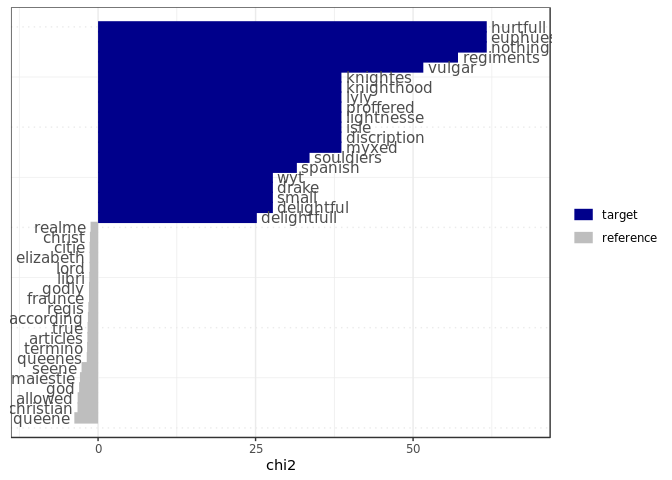 hurtfull
euphues
nothing
regiments
vulgar
knightes
knighthood
lyly
proffered
lightnesse
isle
discription
myxed
souldiers
spanish
wyt
drake
small
delightful
delightfull
realme
christ
citie
elizabeth
lord
libri
godly
fraunce
regis
according
true
articles
termino
queenes
seene
maiestie
god
allowed
christian
queene
0 25 50
chi2
target
reference